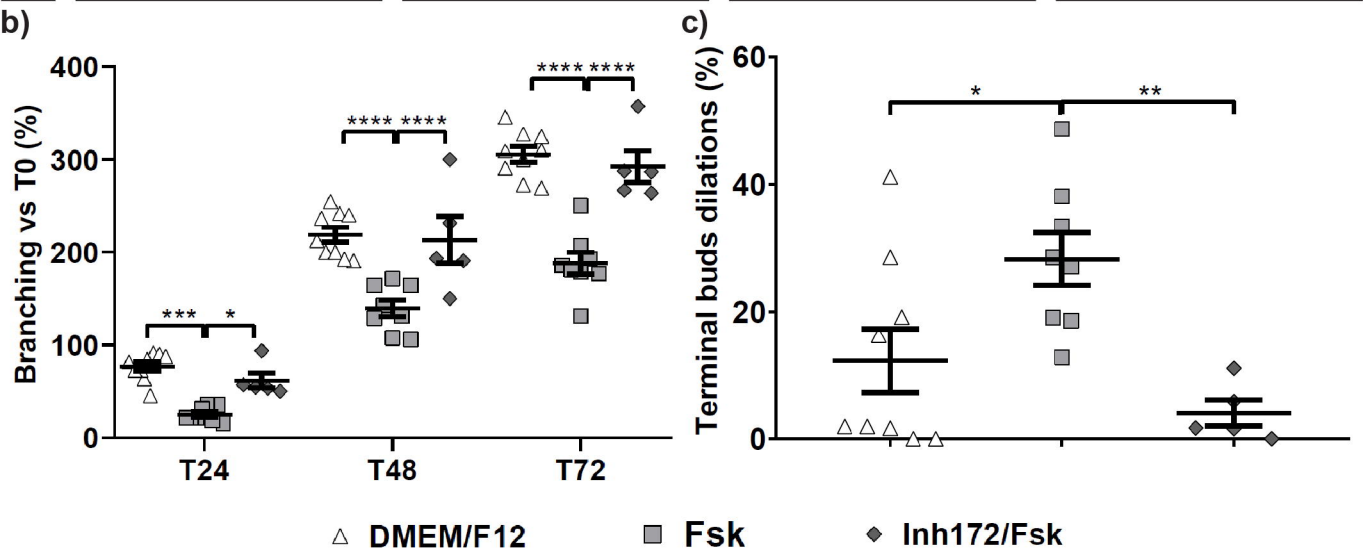 b)
Branching vs T0 (%)
400
300
200
100
0
*** *
**** ****
**** ****
T24 T48 T72
c)
Terminal buds dilations (%)
60
40
20
0
* **
DMEM/F12 Fsk Inh172/Fsk